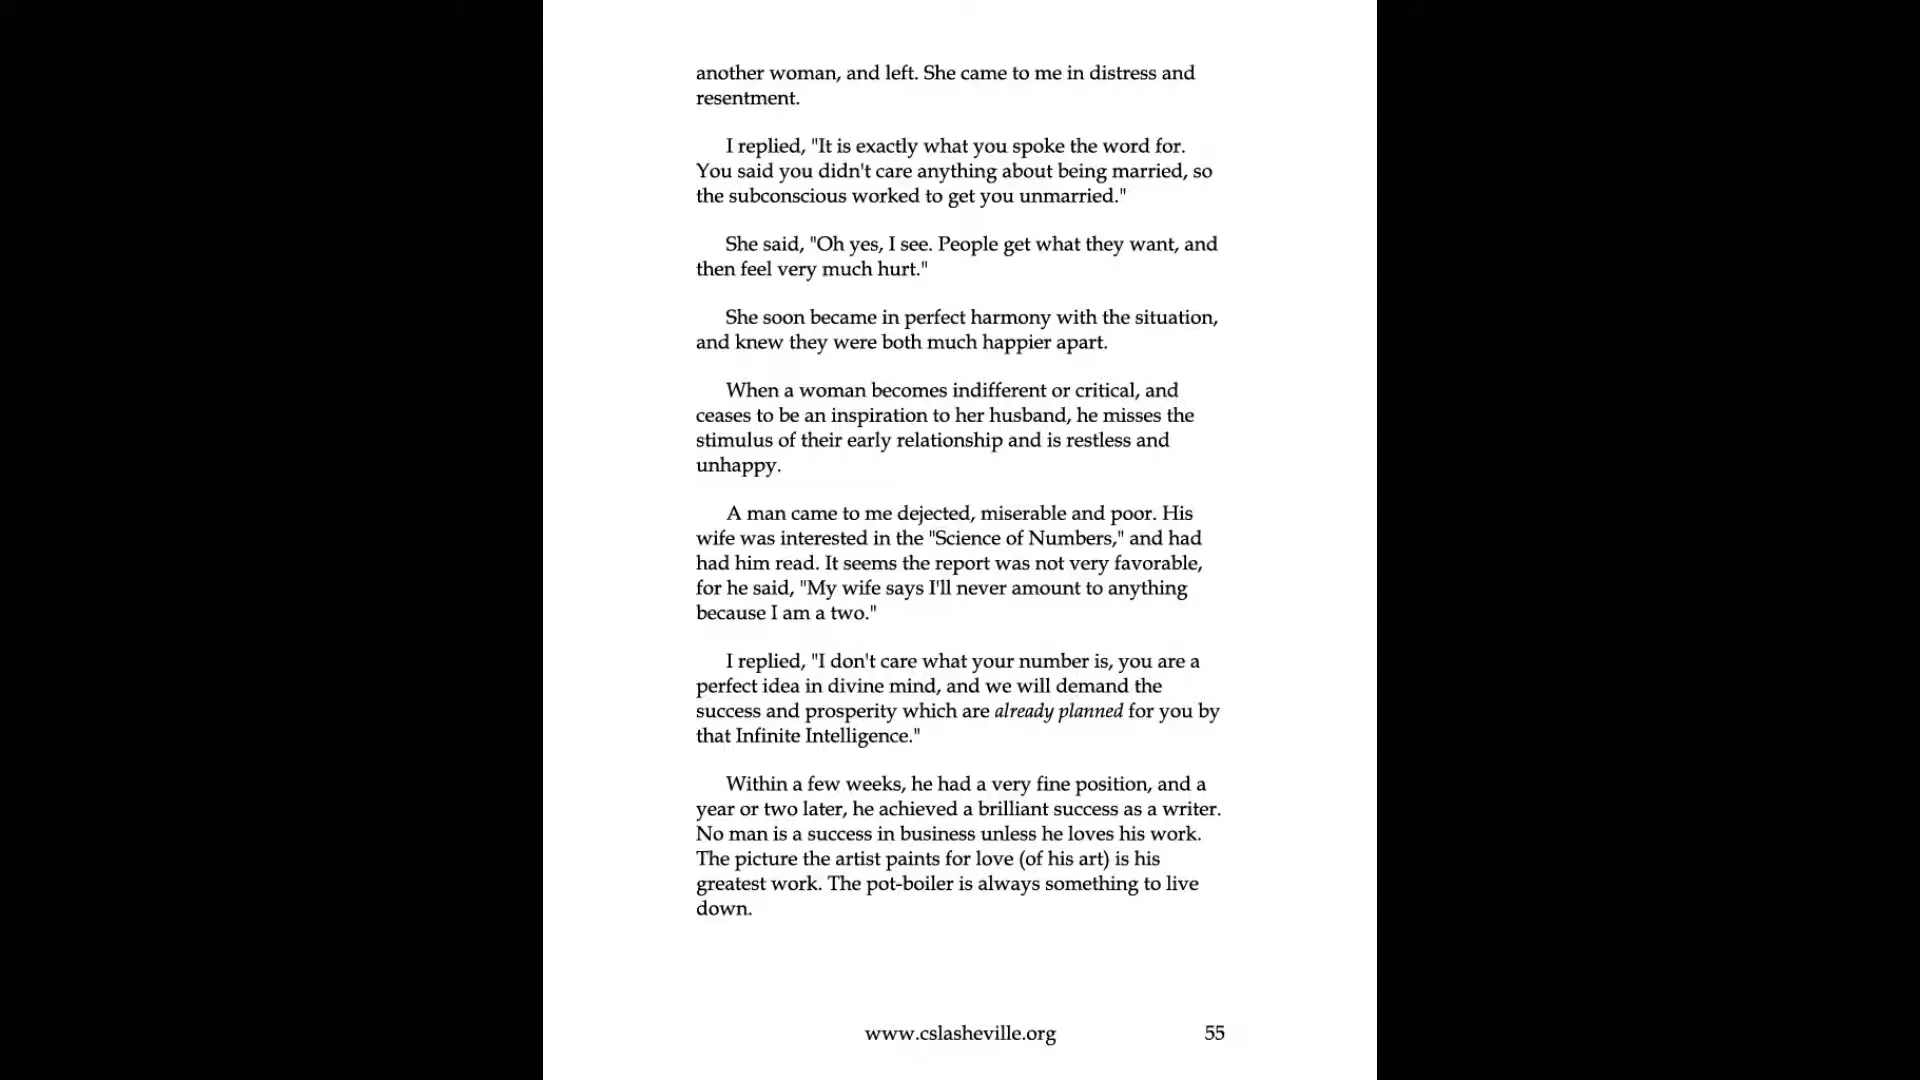 another woman, and left. She came to me in distress and
resentment.
I replied, "It is exactly what you spoke the word for.
You said you didn't care anything about being married, so
the subconscious worked to get you unmarried."
She said, "Oh yes, I see. People get what they want, and
then feel very much hurt."
She soon became in perfect harmony with the situation,
and knew they were both much happier apart.
When a woman becomes indifferent or critical, and
ceases to be an inspiration to her husband, he misses the
stimulus of their early relationship and is restless and
unhappy.
A man came to me dejected, miserable and poor. His
wife was interested in the "Science of Numbers," and had
had him read. It seems the report was not very favorable,
for he said, "My wife says I'll never amount to anything
because I am a two."
I replied, "I don't care what your number is, you are a
perfect idea in divine mind, and we will demand the
success and prosperity which are already planned for you by
that Infinite Intelligence."
Within a few weeks, he had a very fine position, and a
year or two later, he achieved a brilliant success as a writer.
No man is a success in business unless he loves his work.
The picture the artist paints for love (of his art) is his
greatest work. The pot-boiler is always something to live
down.
www.cslasheville.org 55